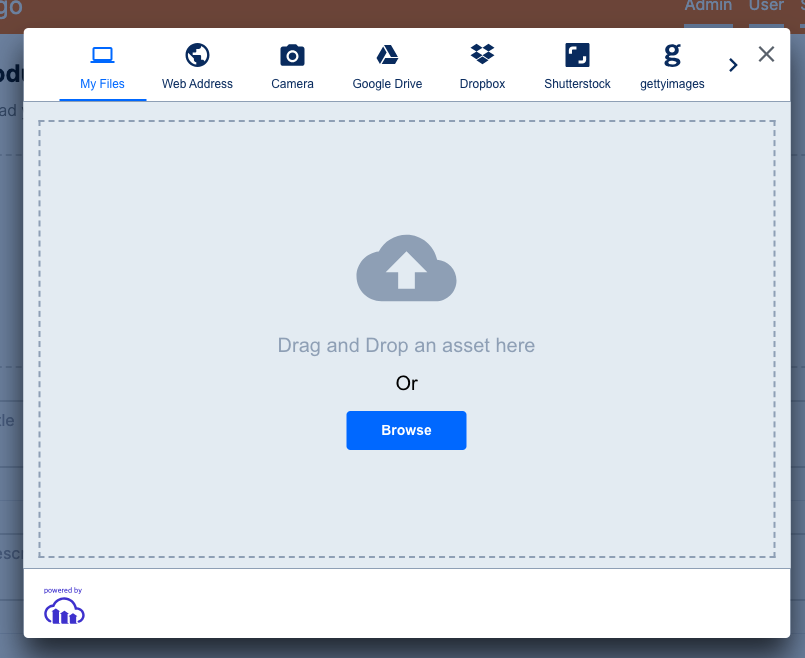 go
Admin
User
My Files
Web Address
Camera
Google Drive
Dropbox
Shutterstock
gettyimages
Drag and Drop an asset here
Or
Browse
powered by